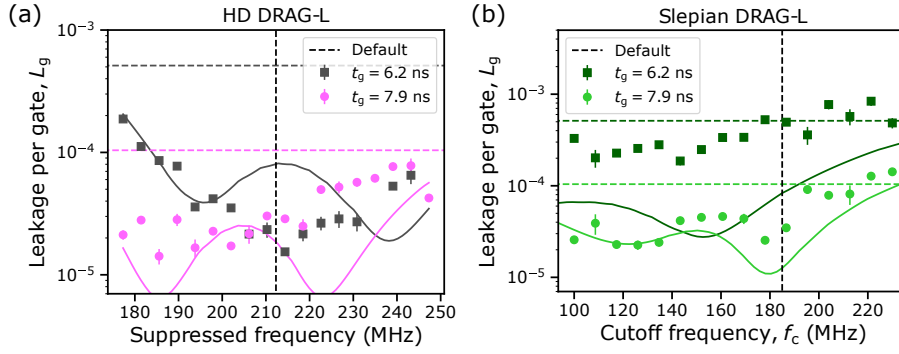 (a)
HD DRAG-L
Leakage per gate, L_g
10^{-3}
10^{-4}
10^{-5}
Default
t_g = 6.2 ns
t_g = 7.9 ns
180 190 200 210 220 230 240 250
Suppressed frequency (MHz)
(b)
Slepian DRAG-L
Leakage per gate, L_g
10^{-3}
10^{-4}
10^{-5}
Default
t_g = 6.2 ns
t_g = 7.9 ns
100 120 140 160 180 200 220
Cutoff frequency, f_c (MHz)